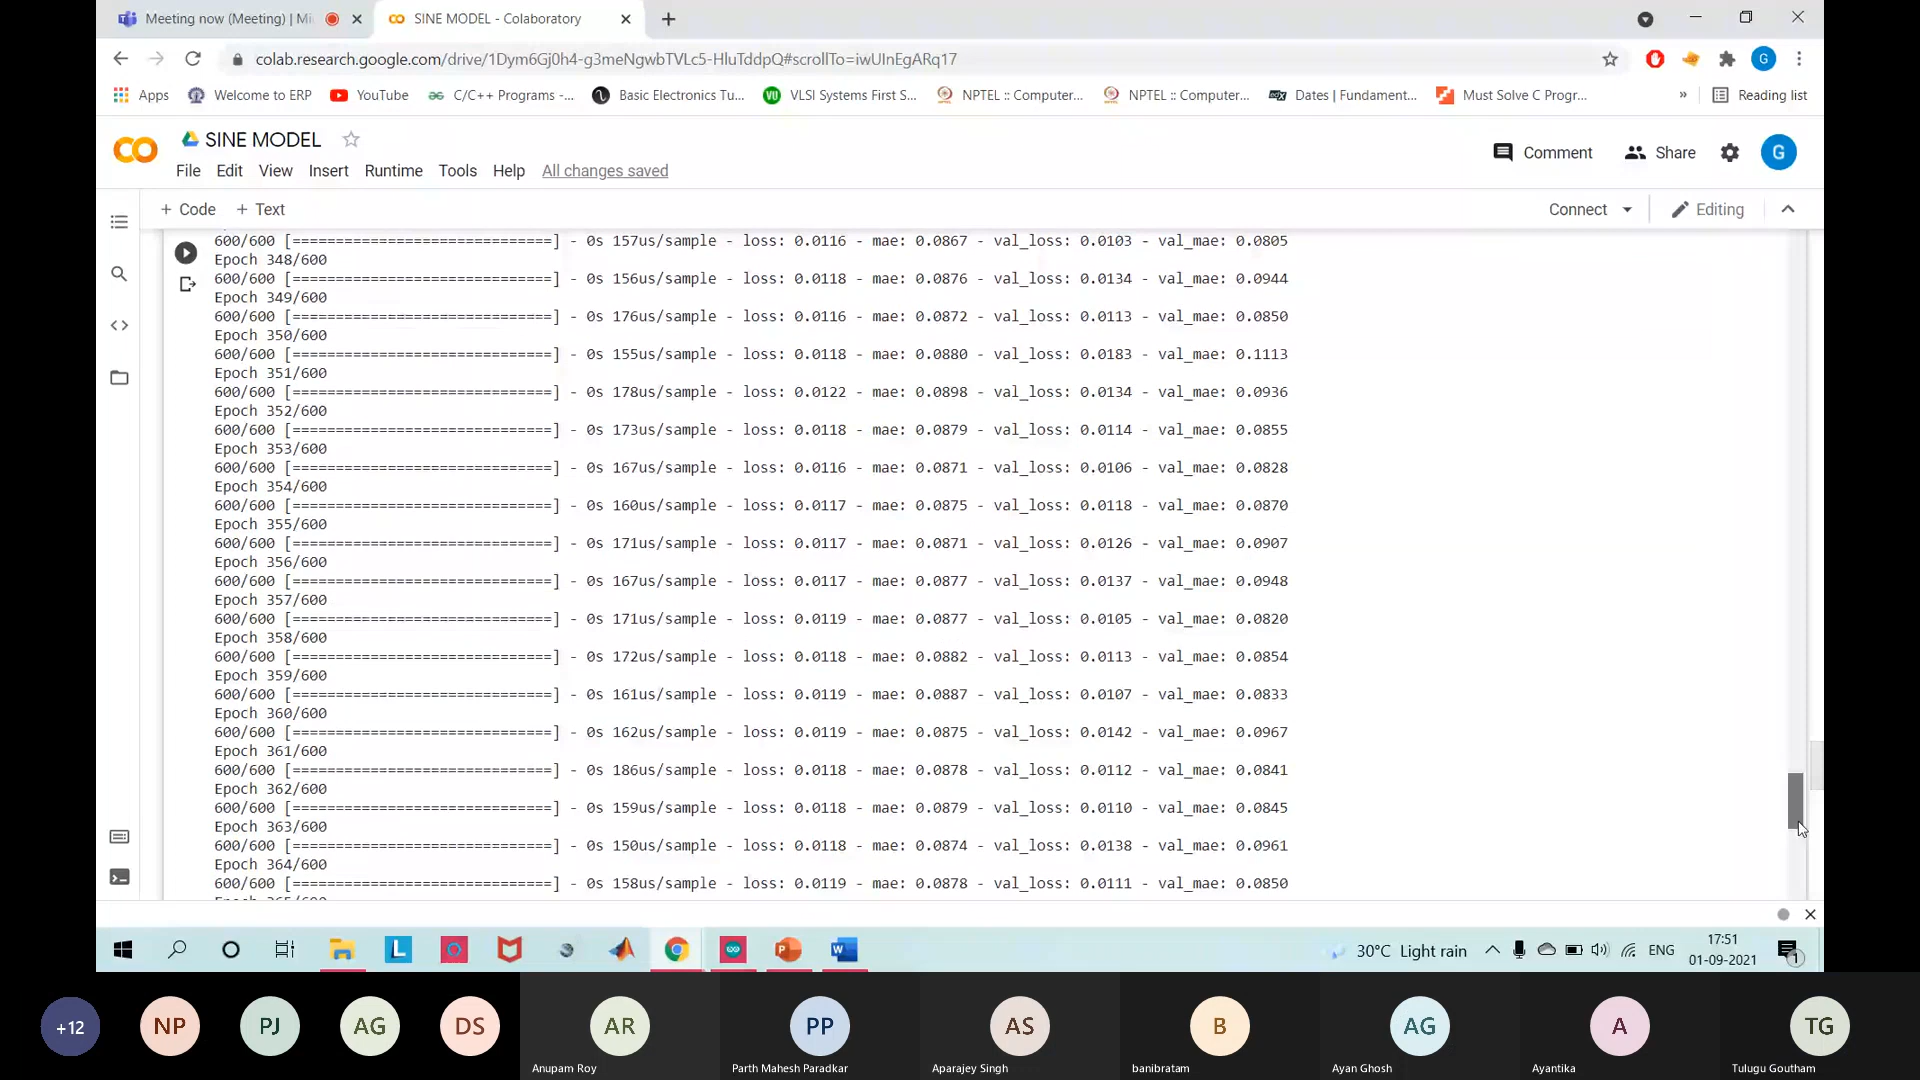 Meeting now (Meeting) | Mi
SINE MODEL - Colaboratory
colab.research.google.com/drive/1Dym6Gj0h4-g3meNgwbTVLc5-HluTddpQ#scrollTo=iwUInEgARq17
G
Apps
Welcome to ERP
YouTube
C/C++ Programs -...
Basic Electronics Tu...
VLSI Systems First S...
NPTEL :: Computer...
NPTEL :: Computer...
Dates | Fundament...
Must Solve C Progr...
»
Reading list
SINE MODEL
File Edit View Insert Runtime Tools Help All changes saved
Comment
Share
G
+ Code + Text
Connect
Editing
600/600 [==============================] - 0s 157us/sample - loss: 0.0116 - mae: 0.0867 - val_loss: 0.0103 - val_mae: 0.0805
Epoch 348/600
600/600 [==============================] - 0s 156us/sample - loss: 0.0118 - mae: 0.0876 - val_loss: 0.0134 - val_mae: 0.0944
Epoch 349/600
600/600 [==============================] - 0s 176us/sample - loss: 0.0116 - mae: 0.0872 - val_loss: 0.0113 - val_mae: 0.0850
Epoch 350/600
600/600 [==============================] - 0s 155us/sample - loss: 0.0118 - mae: 0.0880 - val_loss: 0.0183 - val_mae: 0.1113
Epoch 351/600
600/600 [==============================] - 0s 178us/sample - loss: 0.0122 - mae: 0.0898 - val_loss: 0.0134 - val_mae: 0.0936
Epoch 352/600
600/600 [==============================] - 0s 173us/sample - loss: 0.0118 - mae: 0.0879 - val_loss: 0.0114 - val_mae: 0.0855
Epoch 353/600
600/600 [==============================] - 0s 167us/sample - loss: 0.0116 - mae: 0.0871 - val_loss: 0.0106 - val_mae: 0.0828
Epoch 354/600
600/600 [==============================] - 0s 160us/sample - loss: 0.0117 - mae: 0.0875 - val_loss: 0.0118 - val_mae: 0.0870
Epoch 355/600
600/600 [==============================] - 0s 171us/sample - loss: 0.0117 - mae: 0.0871 - val_loss: 0.0126 - val_mae: 0.0907
Epoch 356/600
600/600 [==============================] - 0s 167us/sample - loss: 0.0117 - mae: 0.0877 - val_loss: 0.0137 - val_mae: 0.0948
Epoch 357/600
600/600 [==============================] - 0s 171us/sample - loss: 0.0119 - mae: 0.0877 - val_loss: 0.0105 - val_mae: 0.0820
Epoch 358/600
600/600 [==============================] - 0s 172us/sample - loss: 0.0118 - mae: 0.0882 - val_loss: 0.0113 - val_mae: 0.0854
Epoch 359/600
600/600 [==============================] - 0s 161us/sample - loss: 0.0119 - mae: 0.0887 - val_loss: 0.0107 - val_mae: 0.0833
Epoch 360/600
600/600 [==============================] - 0s 162us/sample - loss: 0.0119 - mae: 0.0875 - val_loss: 0.0142 - val_mae: 0.0967
Epoch 361/600
600/600 [==============================] - 0s 186us/sample - loss: 0.0118 - mae: 0.0878 - val_loss: 0.0112 - val_mae: 0.0841
Epoch 362/600
600/600 [==============================] - 0s 159us/sample - loss: 0.0118 - mae: 0.0879 - val_loss: 0.0110 - val_mae: 0.0845
Epoch 363/600
600/600 [==============================] - 0s 150us/sample - loss: 0.0118 - mae: 0.0874 - val_loss: 0.0138 - val_mae: 0.0961
Epoch 364/600
600/600 [==============================] - 0s 158us/sample - loss: 0.0119 - mae: 0.0878 - val_loss: 0.0111 - val_mae: 0.0850
30°C Light rain
ENG
17:51
01-09-2021
1
+12
NP
PJ
AG
DS
AR
PP
AS
B
AG
A
TG
Anupam Roy
Parth Mahesh Paradkar
Aparajey Singh
banibratam
Ayan Ghosh
Ayantika
Tulugu Goutham